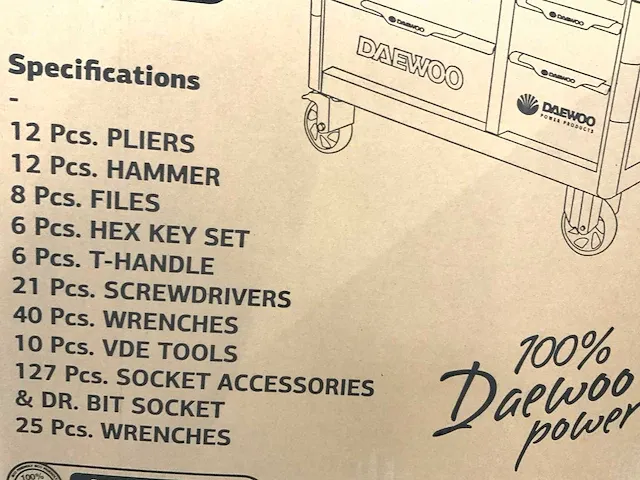 DAEWOO
DAEWOO
DAEWOO
DAEWOO
DAEWOO
POWER PRODUCTS
Specifications
-
12 Pcs. PLIERS
12 Pcs. HAMMER
8 Pcs. FILES
6 Pcs. HEX KEY SET
6 Pcs. T-HANDLE
21 Pcs. SCREWDRIVERS
40 Pcs. WRENCHES
10 Pcs. VDE TOOLS
127 Pcs. SOCKET ACCESSORIES
& DR. BIT SOCKET
25 Pcs. WRENCHES
100%
Daewoo
power
100%